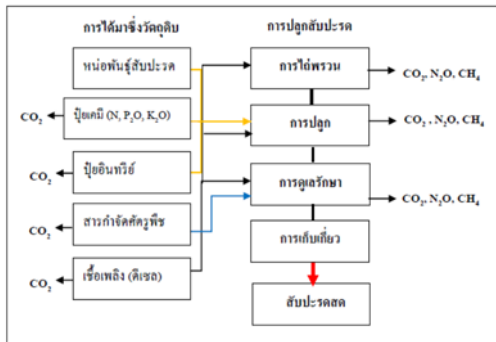 การได้มาซึ่งวัตถุดิบ
การปลูกสับปะรด
หน่อพันธุ์สับปะรด
การไถ่พรวน
CO2, N2O, CH4
CO2
ปุ๋ยเคมี (N, P2O, K2O)
การปลูก
CO2 , N2O, CH4
CO2
ปุ๋ยอินทรีย์
การดูแลรักษา
CO2, N2O, CH4
CO2
สารกำจัดศัตรูพืช
การเก็บเกี่ยว
CO2
เชื้อเพลิง (ดีเซล)
สับปะรดสด